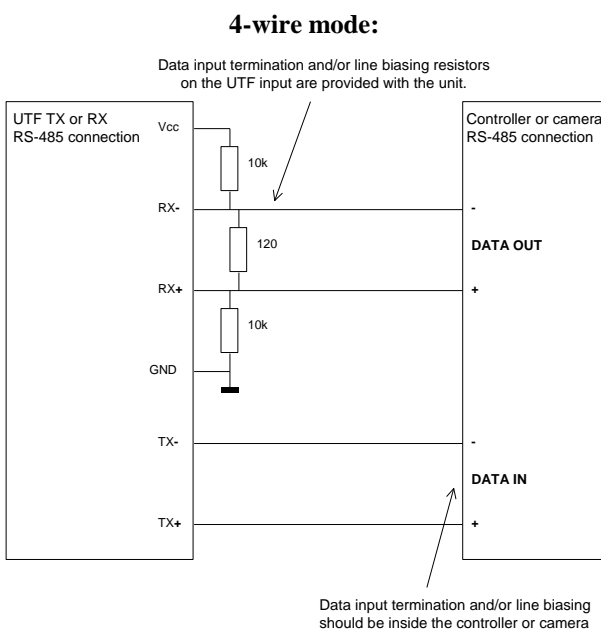 4-wire mode:
Data input termination and/or line biasing resistors
on the UTF input are provided with the unit.
UTF TX or RX
RS-485 connection
Controller or camera
RS-485 connection
Vcc
10k
RX-
-
120
DATA OUT
RX+
+
10k
GND
TX-
-
DATA IN
TX+
+
Data input termination and/or line biasing
should be inside the controller or camera